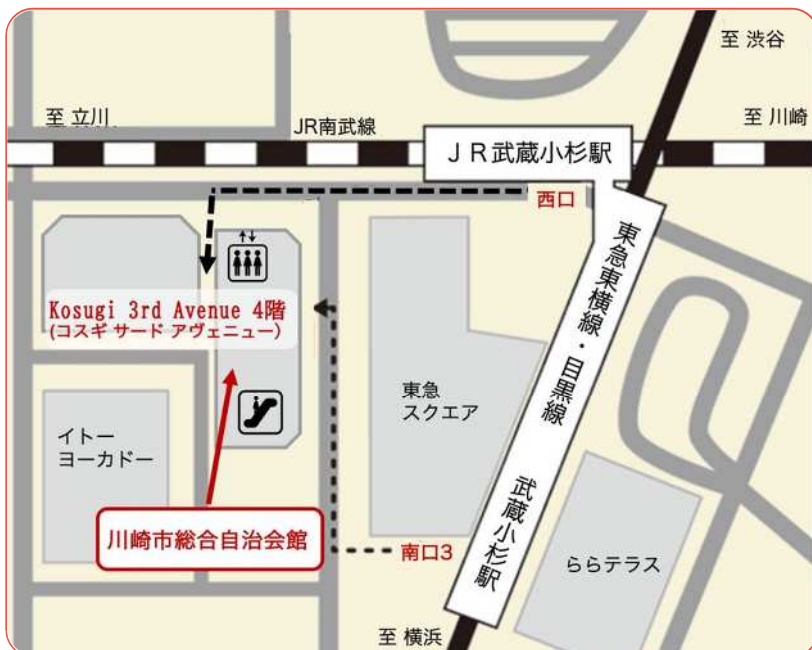 至 渋谷
至 立川
JR南武線
至 川崎
ＪＲ武蔵小杉駅
西口
東急東横線・目黒線
武蔵小杉駅
Kosugi 3rd Avenue 4階
(コスギ サード アヴェニュー)
東急
スクエア
イトー
ヨーカドー
川崎市総合自治会館
南口3
ららテラス
至 横浜